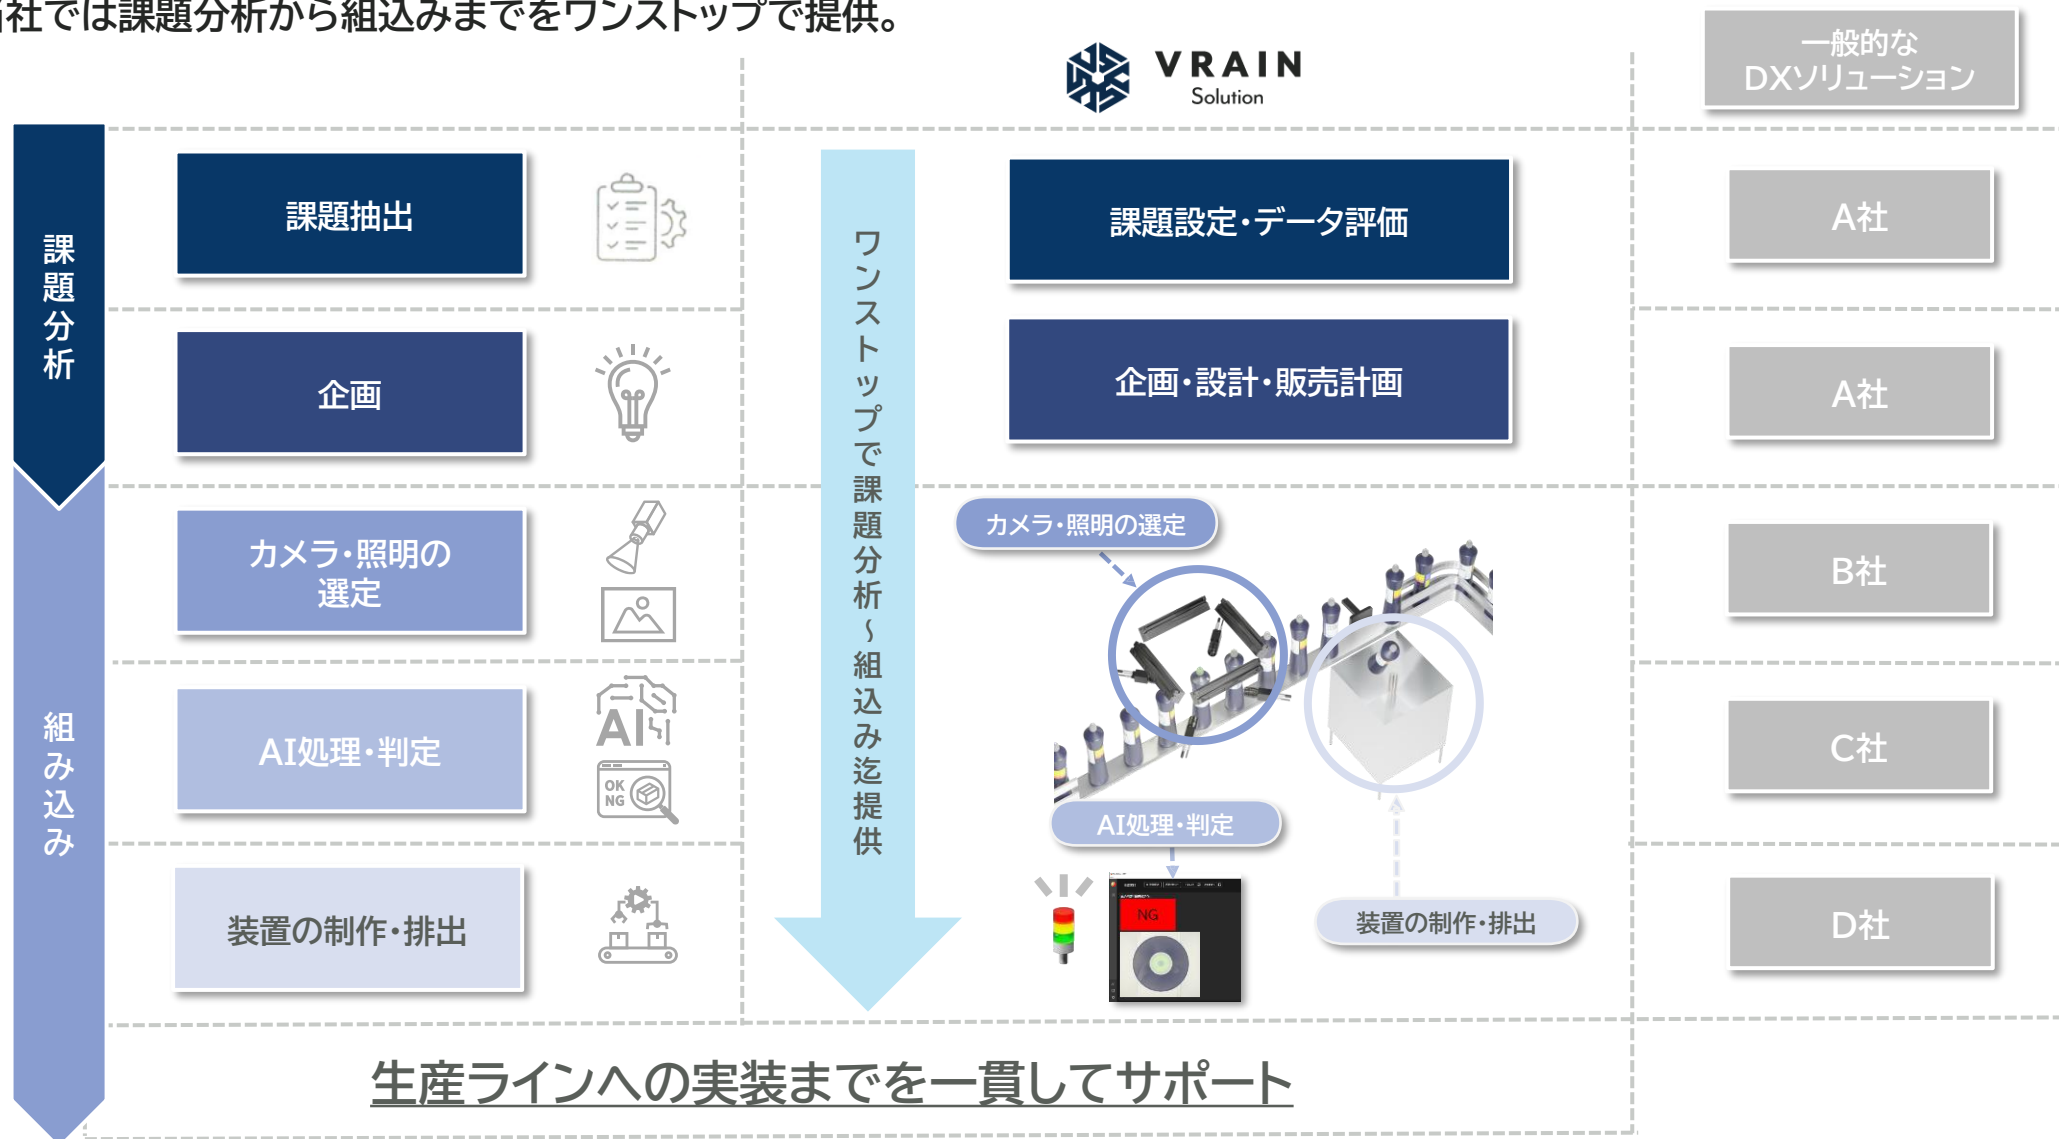 当社では課題分析から組込みまでをワンストップで提供。
VRAIN
Solution
一般的な
DXソリューション
課題分析
組み込み
課題抽出
企画
カメラ・照明の
選定
AI処理・判定
装置の制作・排出
AI
OK
NG
ワンストップで課題分析～組込み迄提供
課題設定・データ評価
企画・設計・販売計画
カメラ・照明の選定
AI処理・判定
NG
装置の制作・排出
A社
A社
B社
C社
D社
生産ラインへの実装までを一貫してサポート